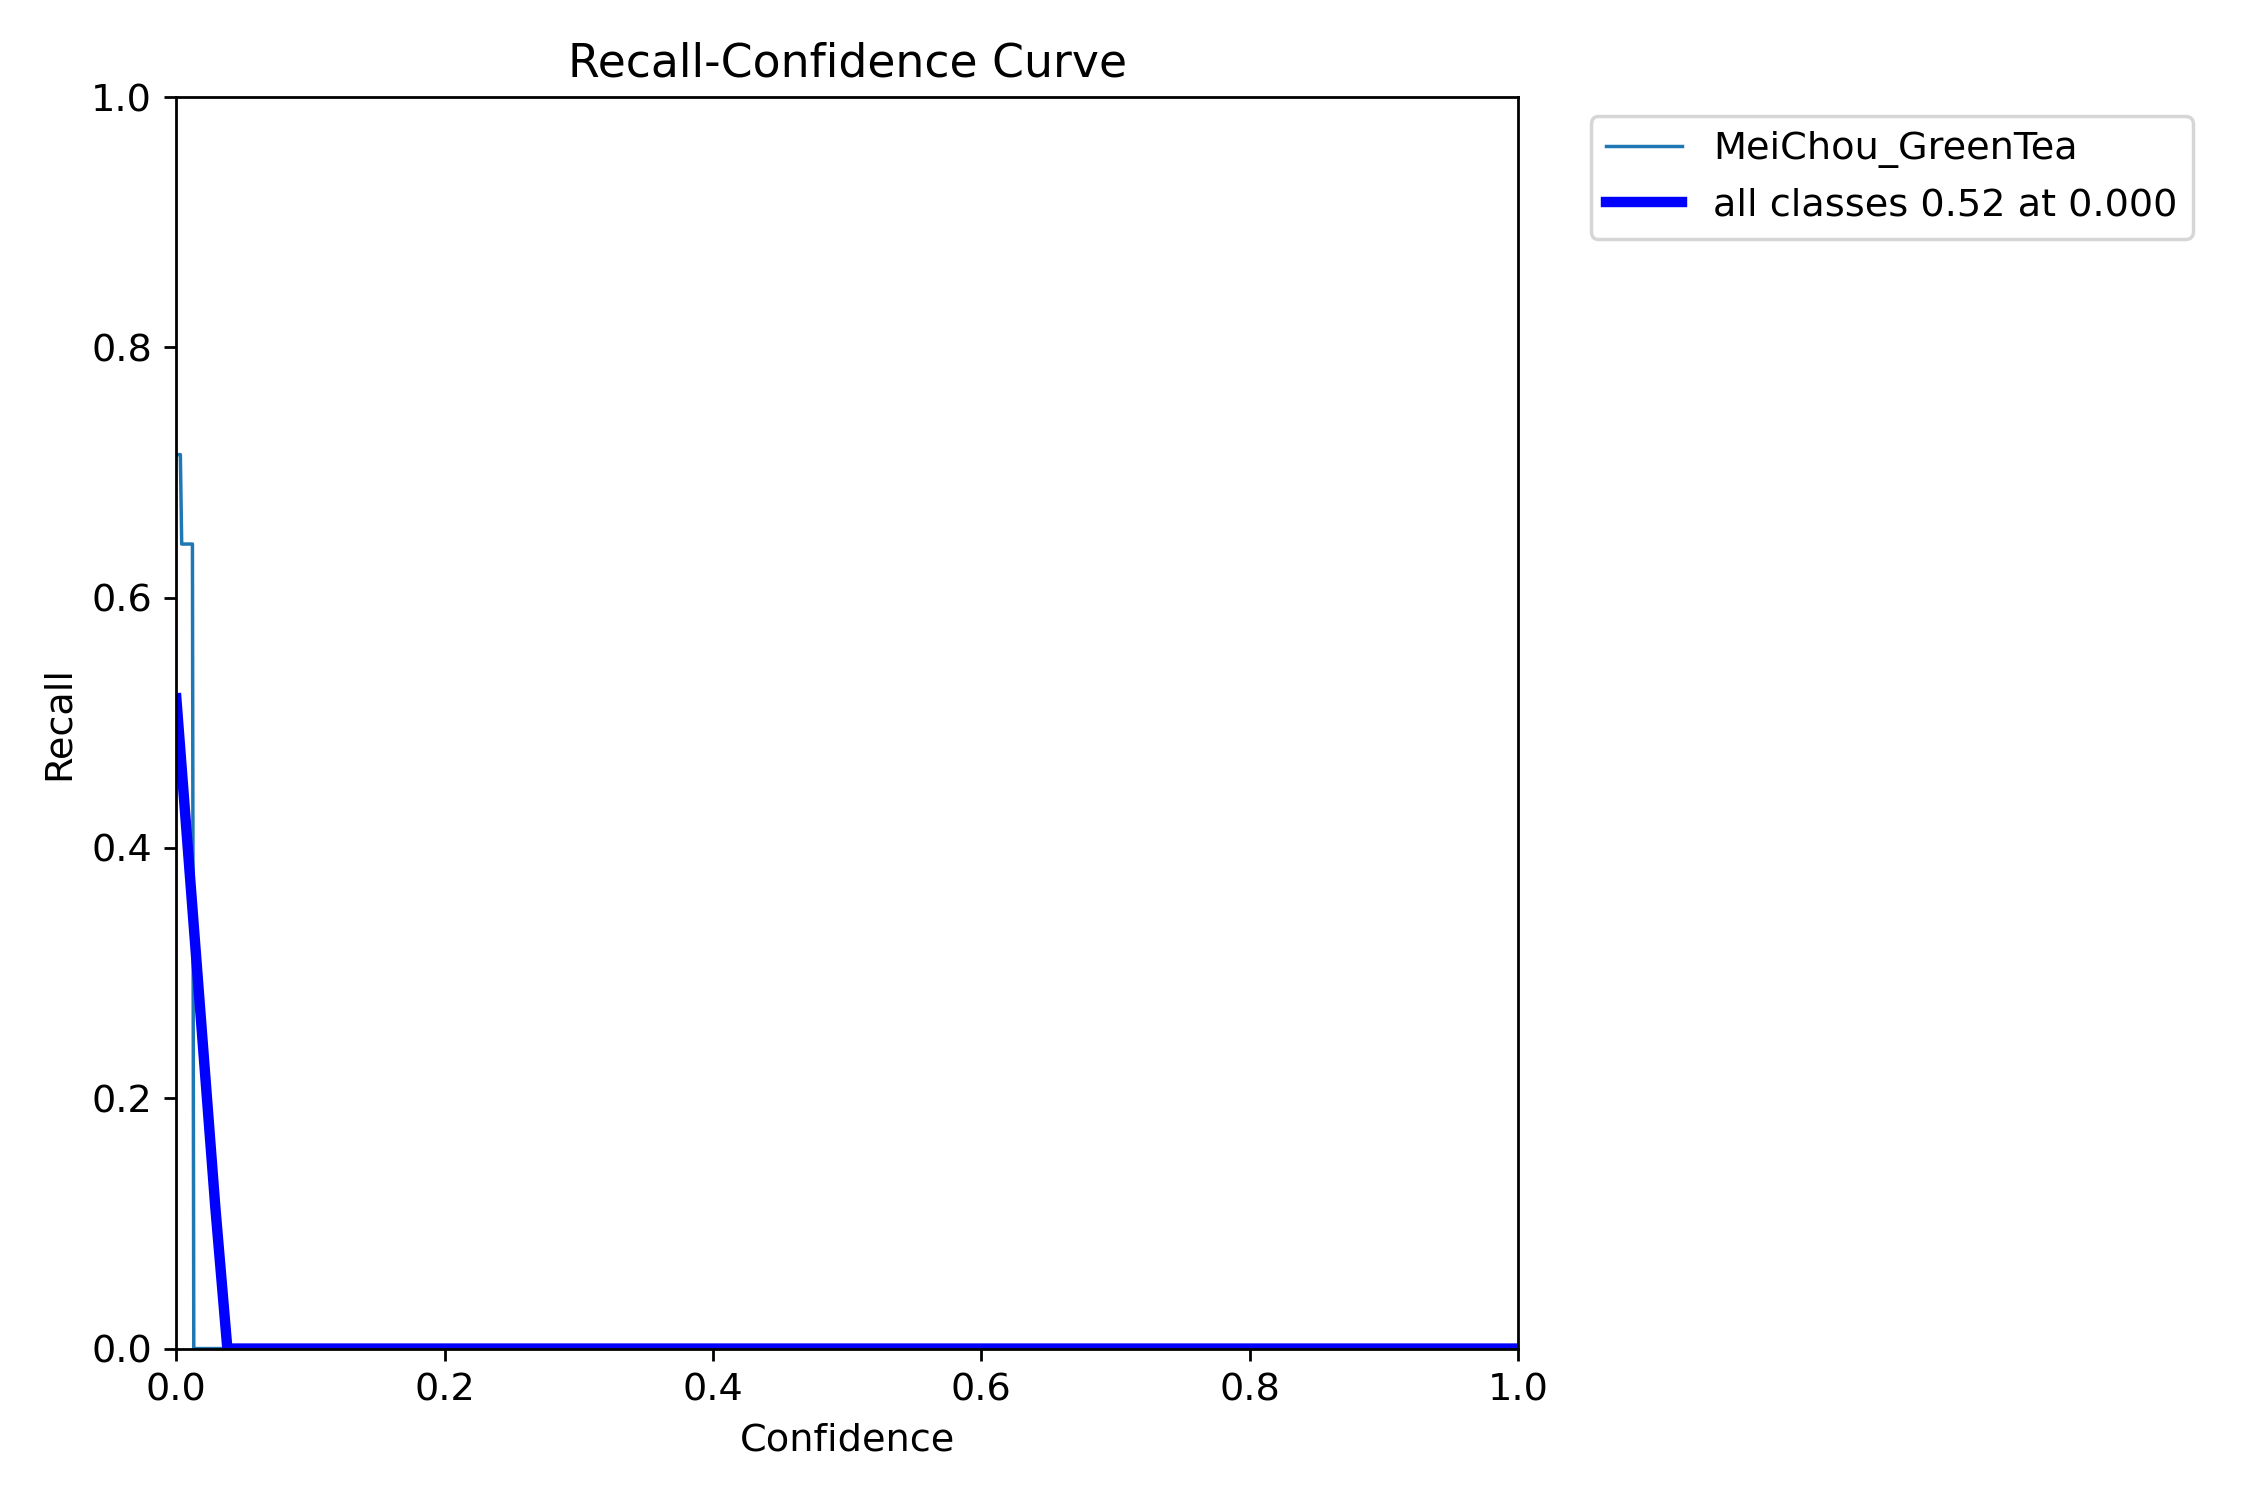 Recall-Confidence Curve
1.0
0.8
0.6
0.4
0.2
0.0
Recall
0.0 0.2 0.4 0.6 0.8 1.0
Confidence
MeiChou_GreenTea
all classes 0.52 at 0.000